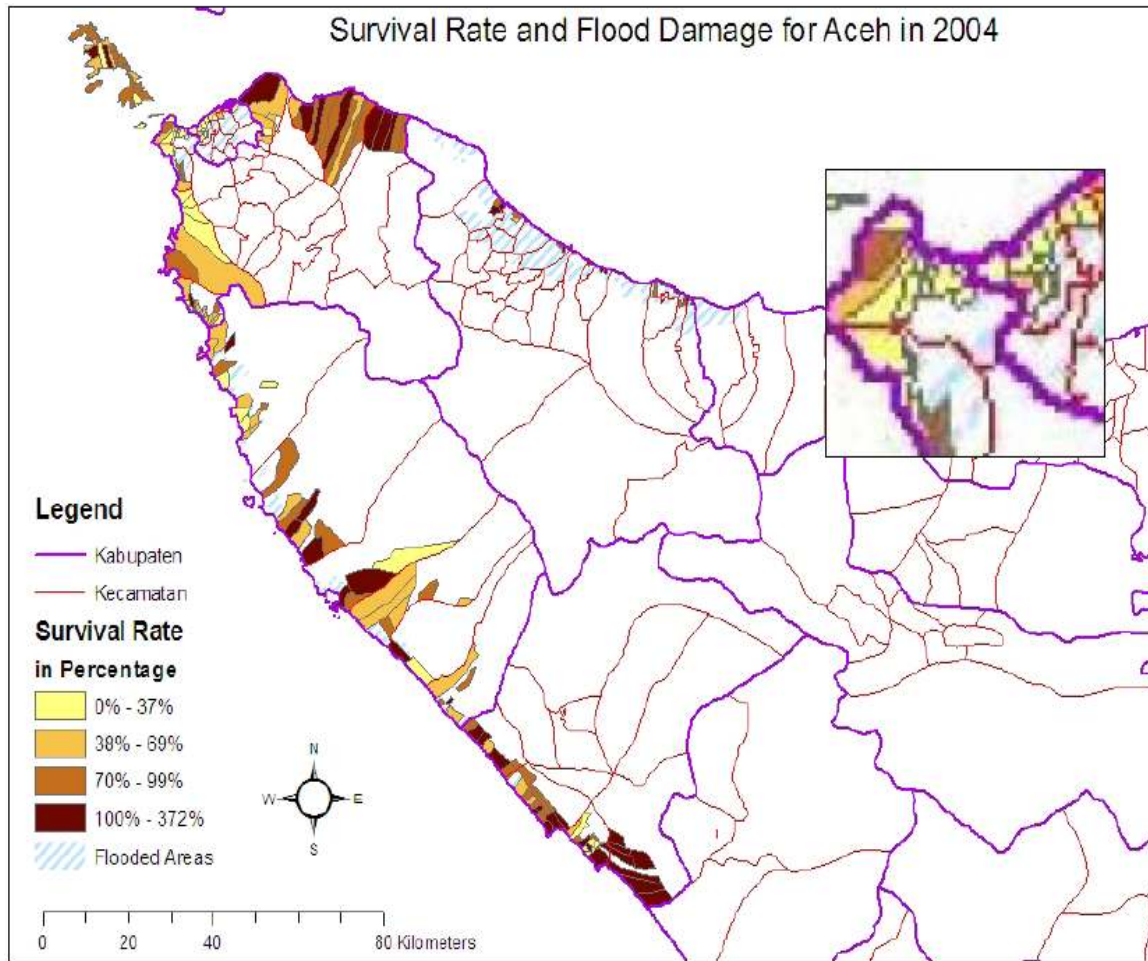 Survival Rate and Flood Damage for Aceh in 2004
Legend
Kabupaten
Kecamatan
Survival Rate
in Percentage
0% - 37%
38% - 69%
70% - 99%
100% - 372%
Flooded Areas
N
W E
S
0 20 40 80 Kilometers